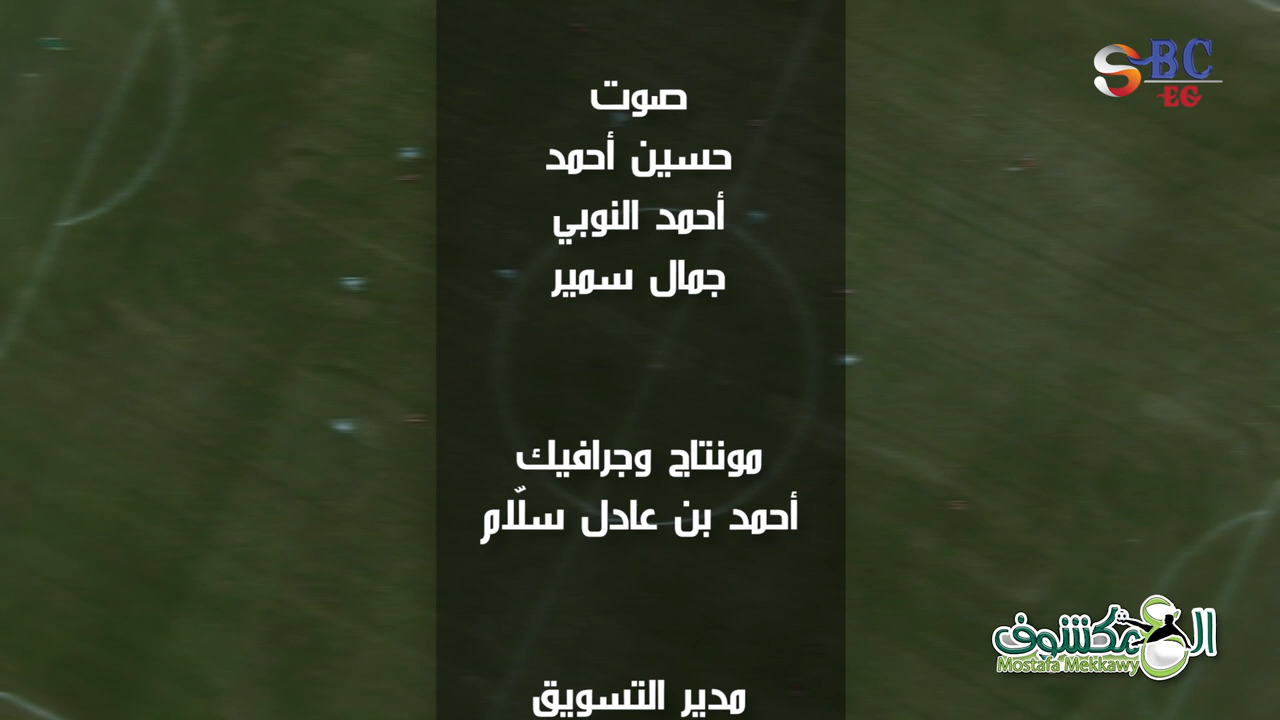 SBC
EG
صوت
حسين أحمد
أحمد النوبي
جمال سمير
مونتاج وجرافيك
أحمد بن عادل سلّام
مدير التسويق
المكشوف
Mostafa Mekkawy